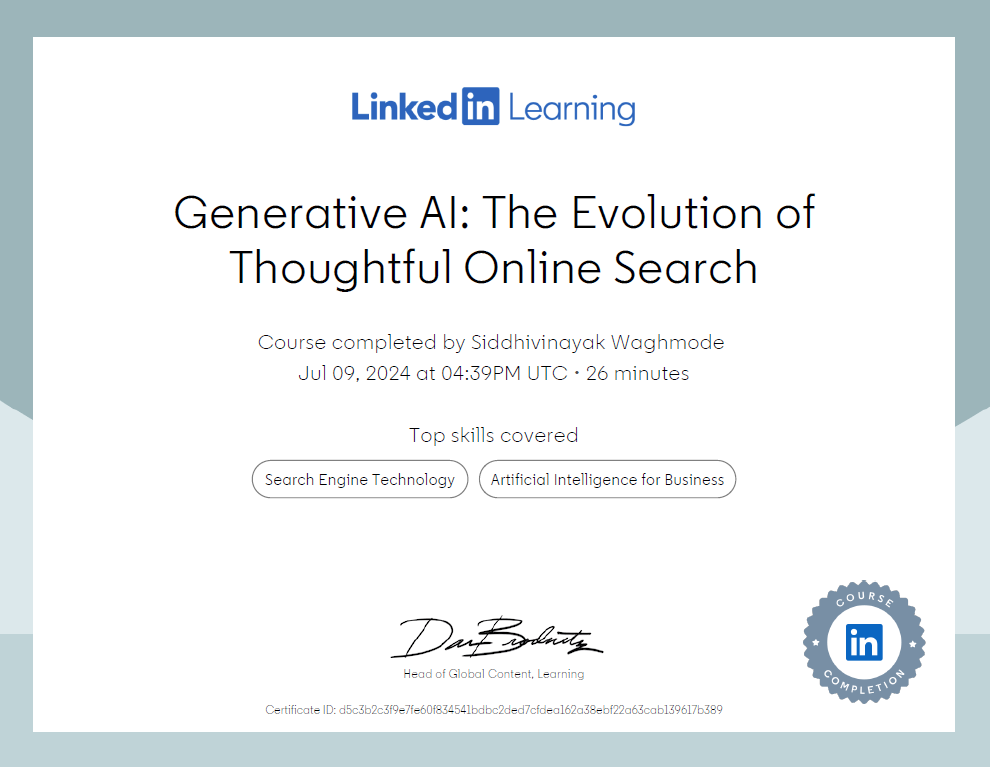 Linked in Learning
Generative AI: The Evolution of
Thoughtful Online Search
Course completed by Siddhivinayak Waghmode
Jul 09, 2024 at 04:39PM UTC • 26 minutes
Top skills covered
Search Engine Technology
Artificial Intelligence for Business
Dan Brodnitz
Head of Global Content, Learning
Certificate ID: d5c3b2c3f9e7fe60f834541bdbc2ded7cfdea162a38ebf22a63cab139617b389
COURSE
in
COMPLETION